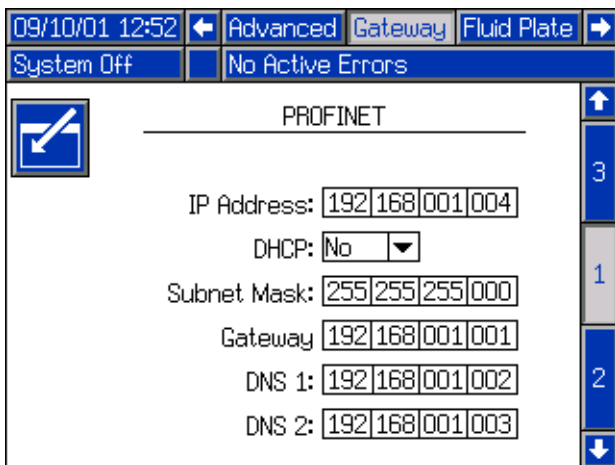 09/10/01 12:52 Advanced Gateway Fluid Plate
System Off No Active Errors
PROFINET
3
IP Address: 192 168 001 004
DHCP: No
1
Subnet Mask: 255 255 255 000
Gateway 192 168 001 001
DNS 1: 192 168 001 002
2
DNS 2: 192 168 001 003